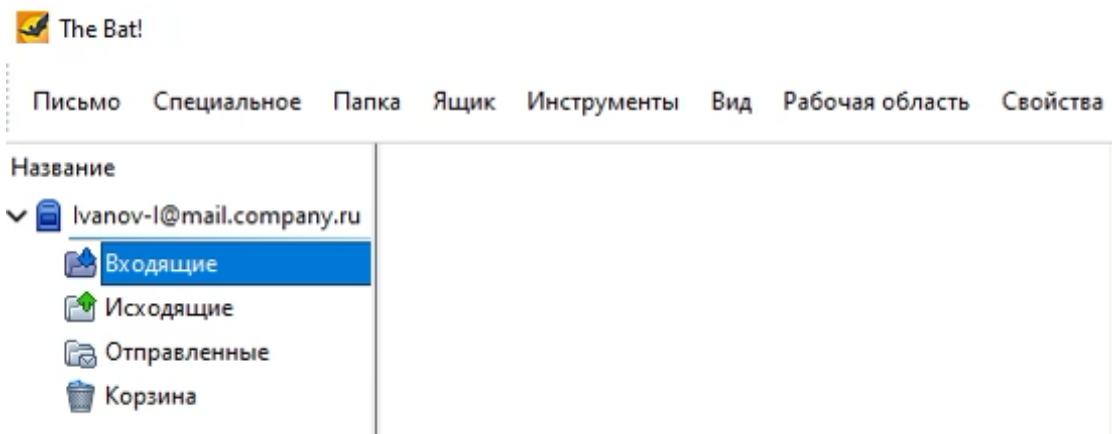 The Bat!
Письмо Специальное Папка Ящик Инструменты Вид Рабочая область Свойства
Название
Ivanov-I@mail.company.ru
Входящие
Исходящие
Отправленные
Корзина